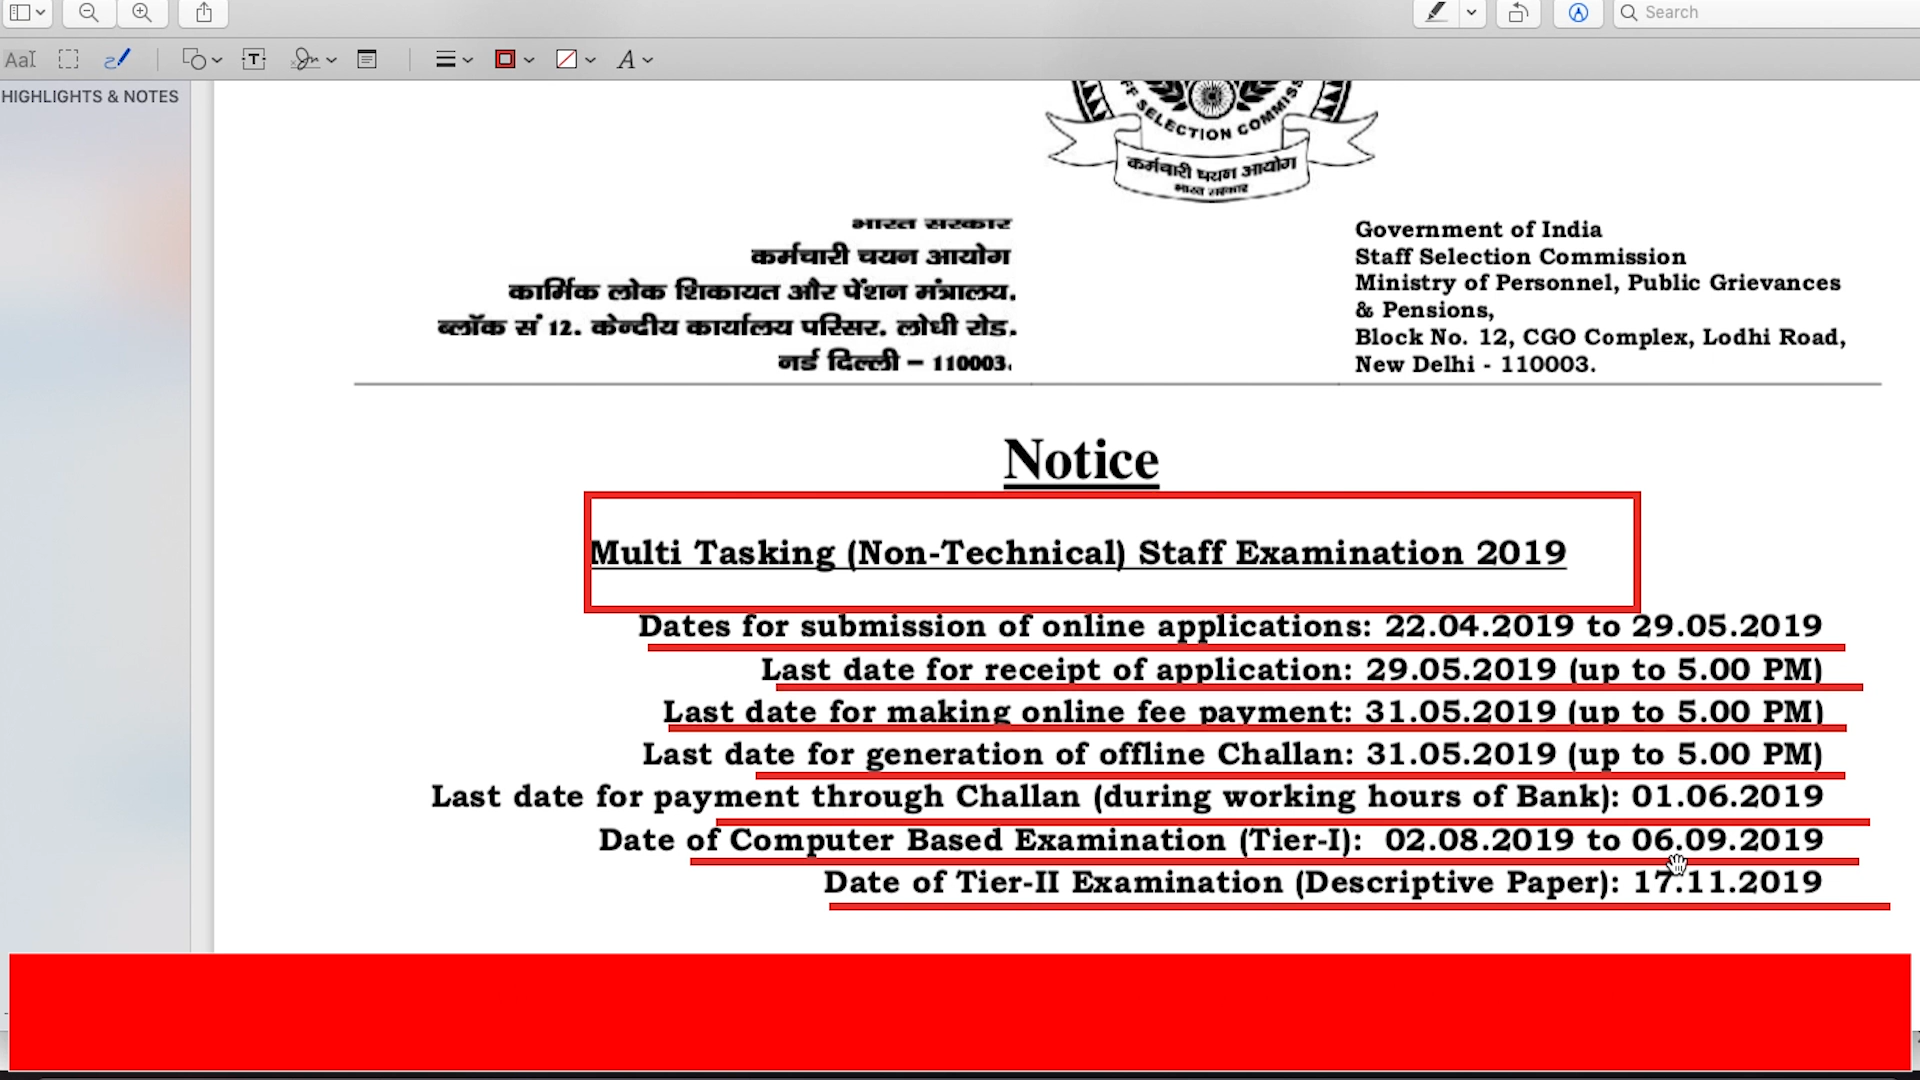 Search
HIGHLIGHTS & NOTES
SELECTION COMMISS
कर्मचारी चयन आयोग
भारत सरकार
भारत सरकार
कर्मचारी चयन आयोग
कार्मिक लोक शिकायत और पेंशन मंत्रालय,
ब्लॉक सं 12, केन्दीय कार्यालय परिसर, लोधी रोड,
नई दिल्ली – 110003.
Government of India
Staff Selection Commission
Ministry of Personnel, Public Grievances
& Pensions,
Block No. 12, CGO Complex, Lodhi Road,
New Delhi - 110003.
Notice
Multi Tasking (Non-Technical) Staff Examination 2019
Dates for submission of online applications: 22.04.2019 to 29.05.2019
Last date for receipt of application: 29.05.2019 (up to 5.00 PM)
Last date for making online fee payment: 31.05.2019 (up to 5.00 PM)
Last date for generation of offline Challan: 31.05.2019 (up to 5.00 PM)
Last date for payment through Challan (during working hours of Bank): 01.06.2019
Date of Computer Based Examination (Tier-I): 02.08.2019 to 06.09.2019
Date of Tier-II Examination (Descriptive Paper): 17.11.2019